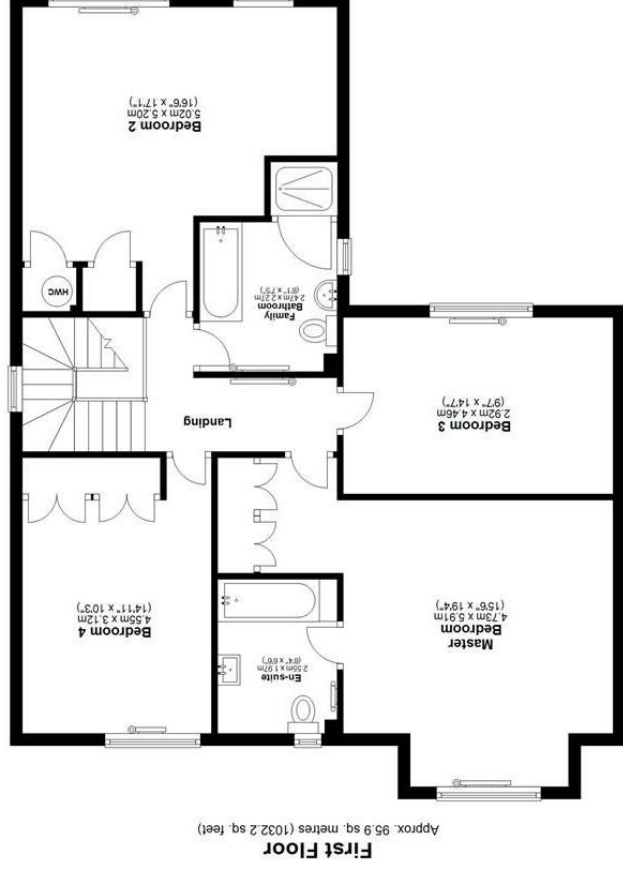 First Floor
Approx. 95.9 sq. metres (1032.2 sq. feet)
Master
Bedroom
4.73m x 5.91m
(15'6" x 19'4")
En-suite
2.55m x 1.97m
(8'4" x 6'6")
Bedroom 4
4.55m x 3.12m
(14'11" x 10'3")
Bedroom 3
2.92m x 4.46m
(9'7" x 14'7")
Landing
Family
Bathroom
2.47m x 2.27m
(8'1" x 7'5")
HWC
Bedroom 2
5.02m x 5.20m
(16'6" x 17'1")